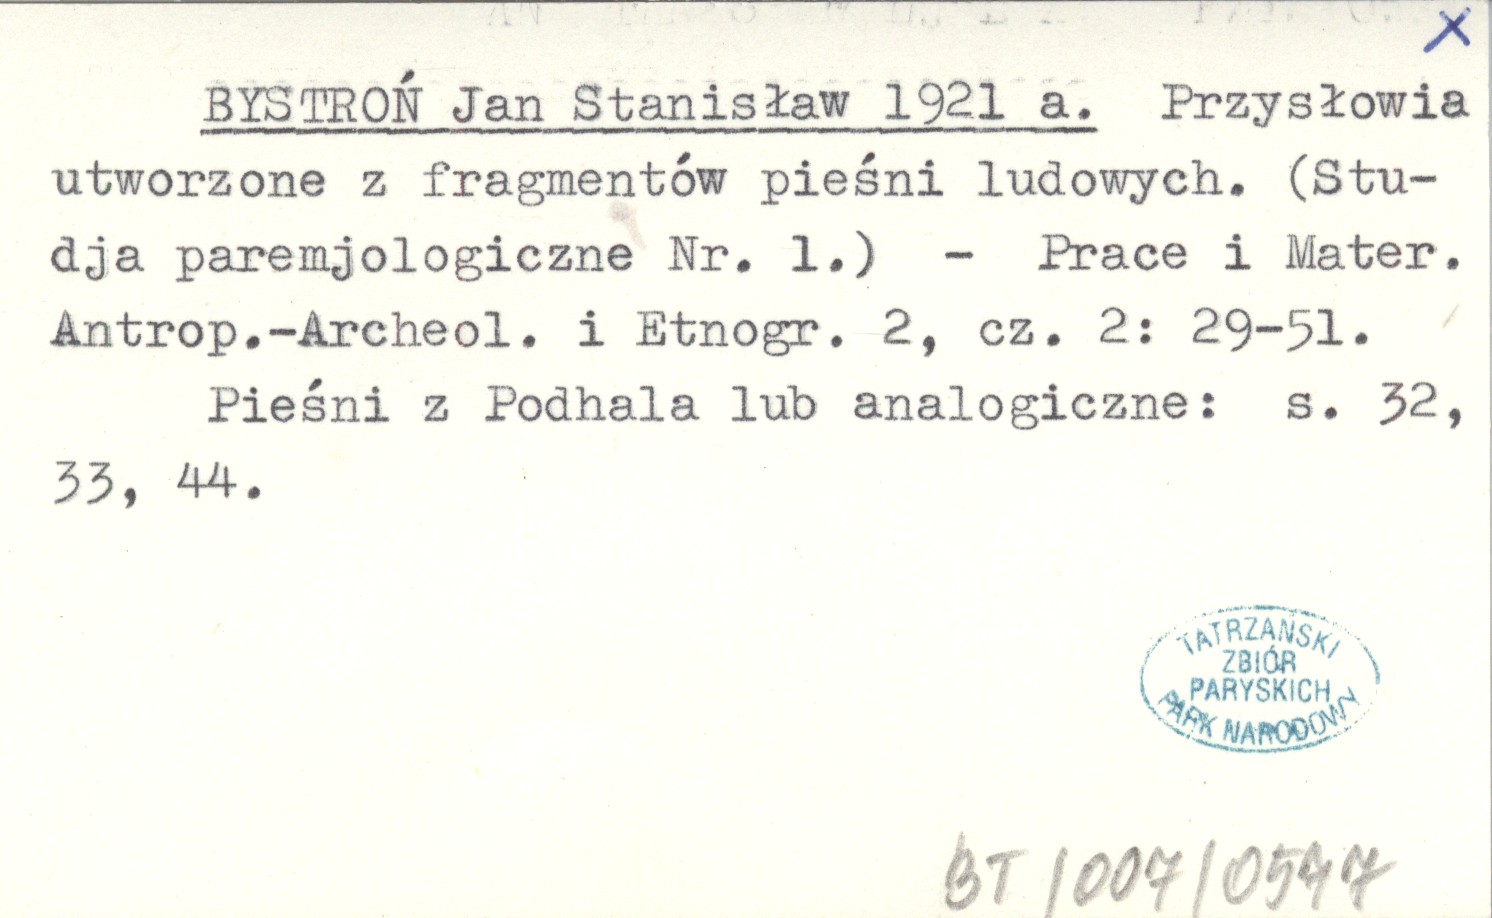 X
BYSTROŃ Jan Stanisław 1921 a. Przysłowia
utworzone z fragmentów pieśni ludowych. (Stu-
dja paremjologiczne Nr. 1.) - Prace i Mater.
Antrop.-Archeol. i Etnogr. 2, cz. 2: 29-51.
Pieśni z Podhala lub analogiczne: s. 32,
33, 44.
TATRZAŃSKI
ZBIÓR
PARYSKICH
PARK NARODOWY
BT/007/0577